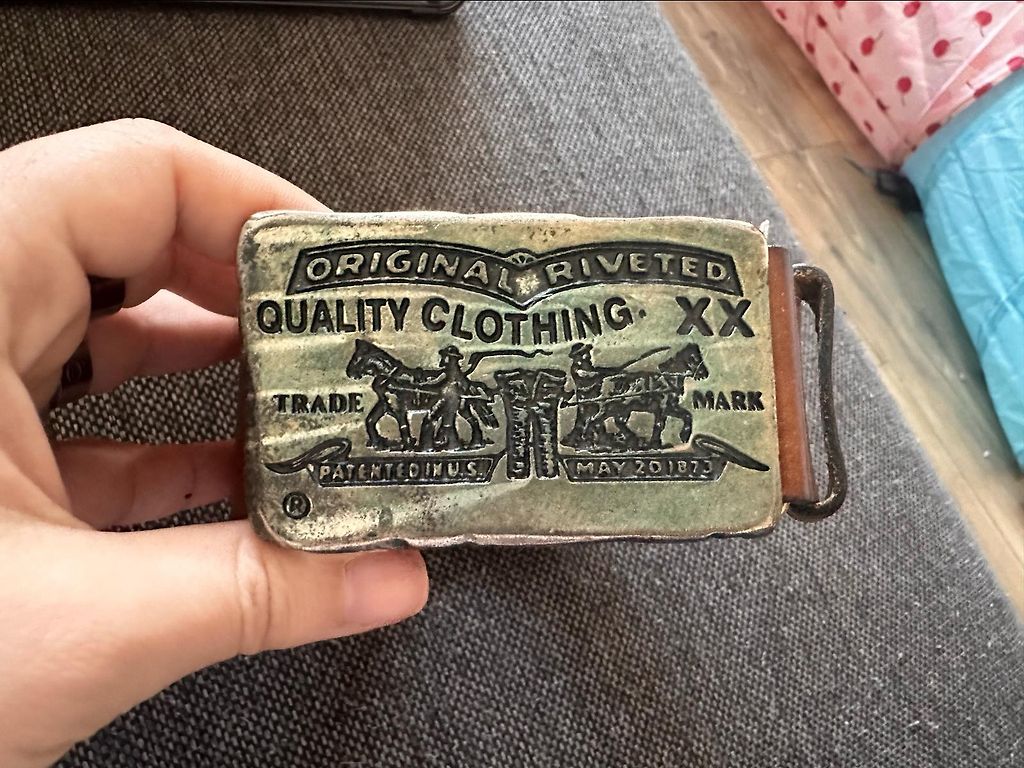 ORIGINAL RIVETED
QUALITY CLOTHING. XX
TRADE MARK
PATENTED IN U.S. MAY 20 1873
®